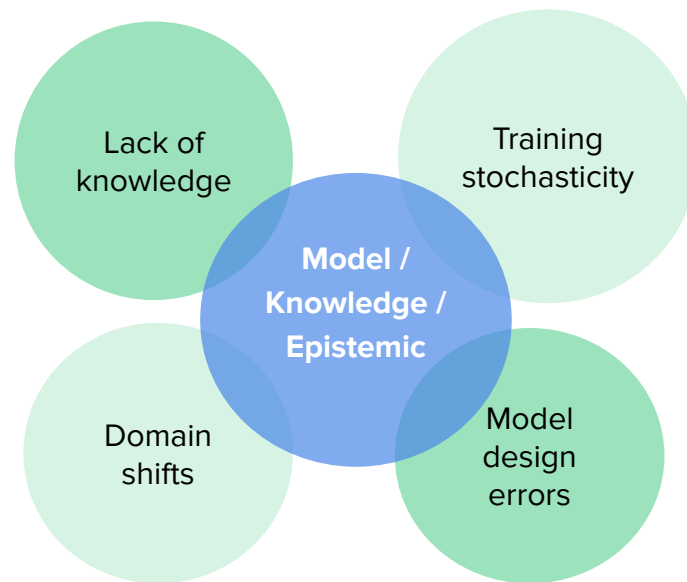 Lack of
knowledge
Training
stochasticity
Model /
Knowledge /
Epistemic
Domain
shifts
Model
design
errors